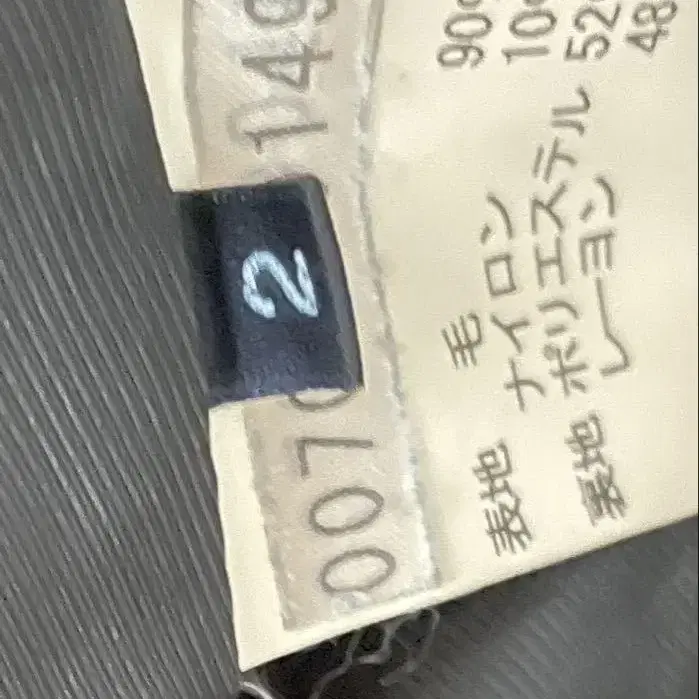 2
表地 毛 90%
ナイロン 10%
裏地 ポリエステル 52
レーヨン 48
007
149